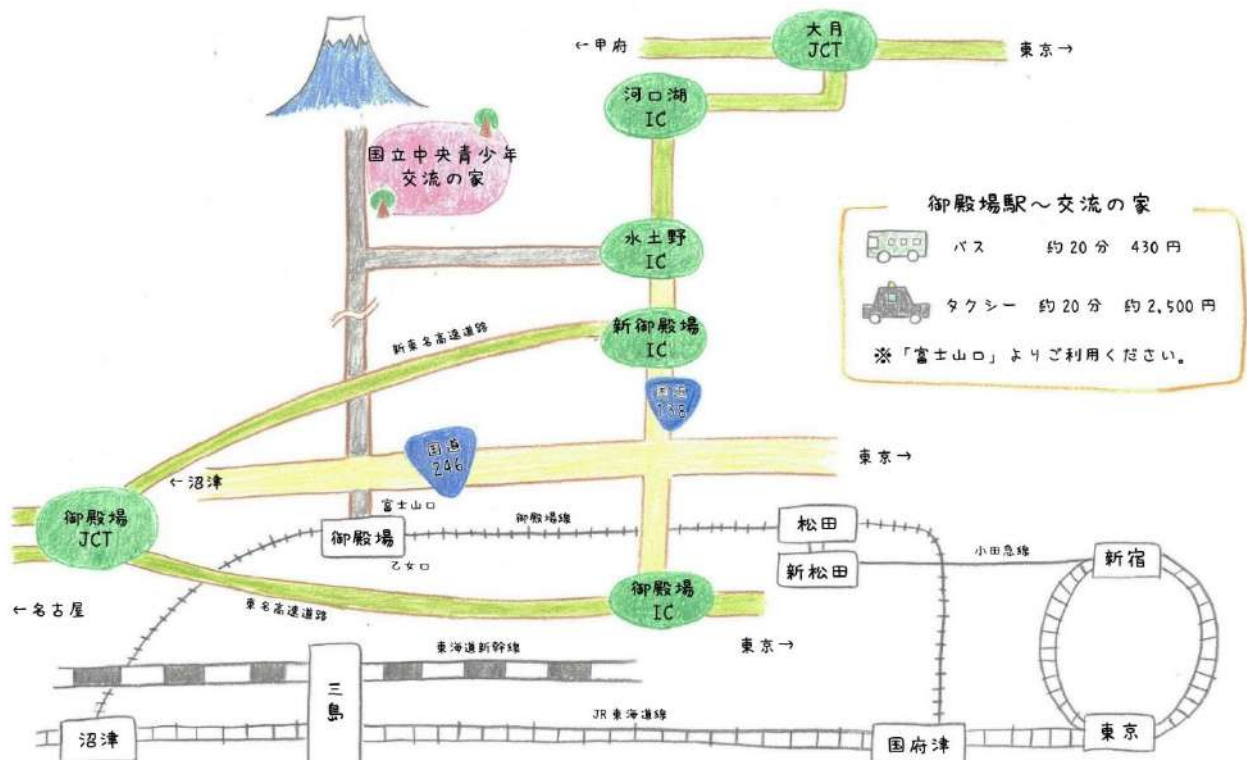 大月
JCT
←甲府
東京→
河口湖
IC
国立中央青少年
交流の家
御殿場駅～交流の家
バス 約20分 430円
タクシー 約20分 約2,500円
※「富士山口」よりご利用ください。
水土野
IC
新東名高速道路
新御殿場
IC
国道
138
国道
246
東京→
←沼津
富士山口
御殿場
乙女口
御殿場線
松田
新松田
小田急線
新宿
御殿場
JCT
←名古屋
東名高速道路
御殿場
IC
東京→
東海道新幹線
三島
JR東海道線
沼津
国府津
東京